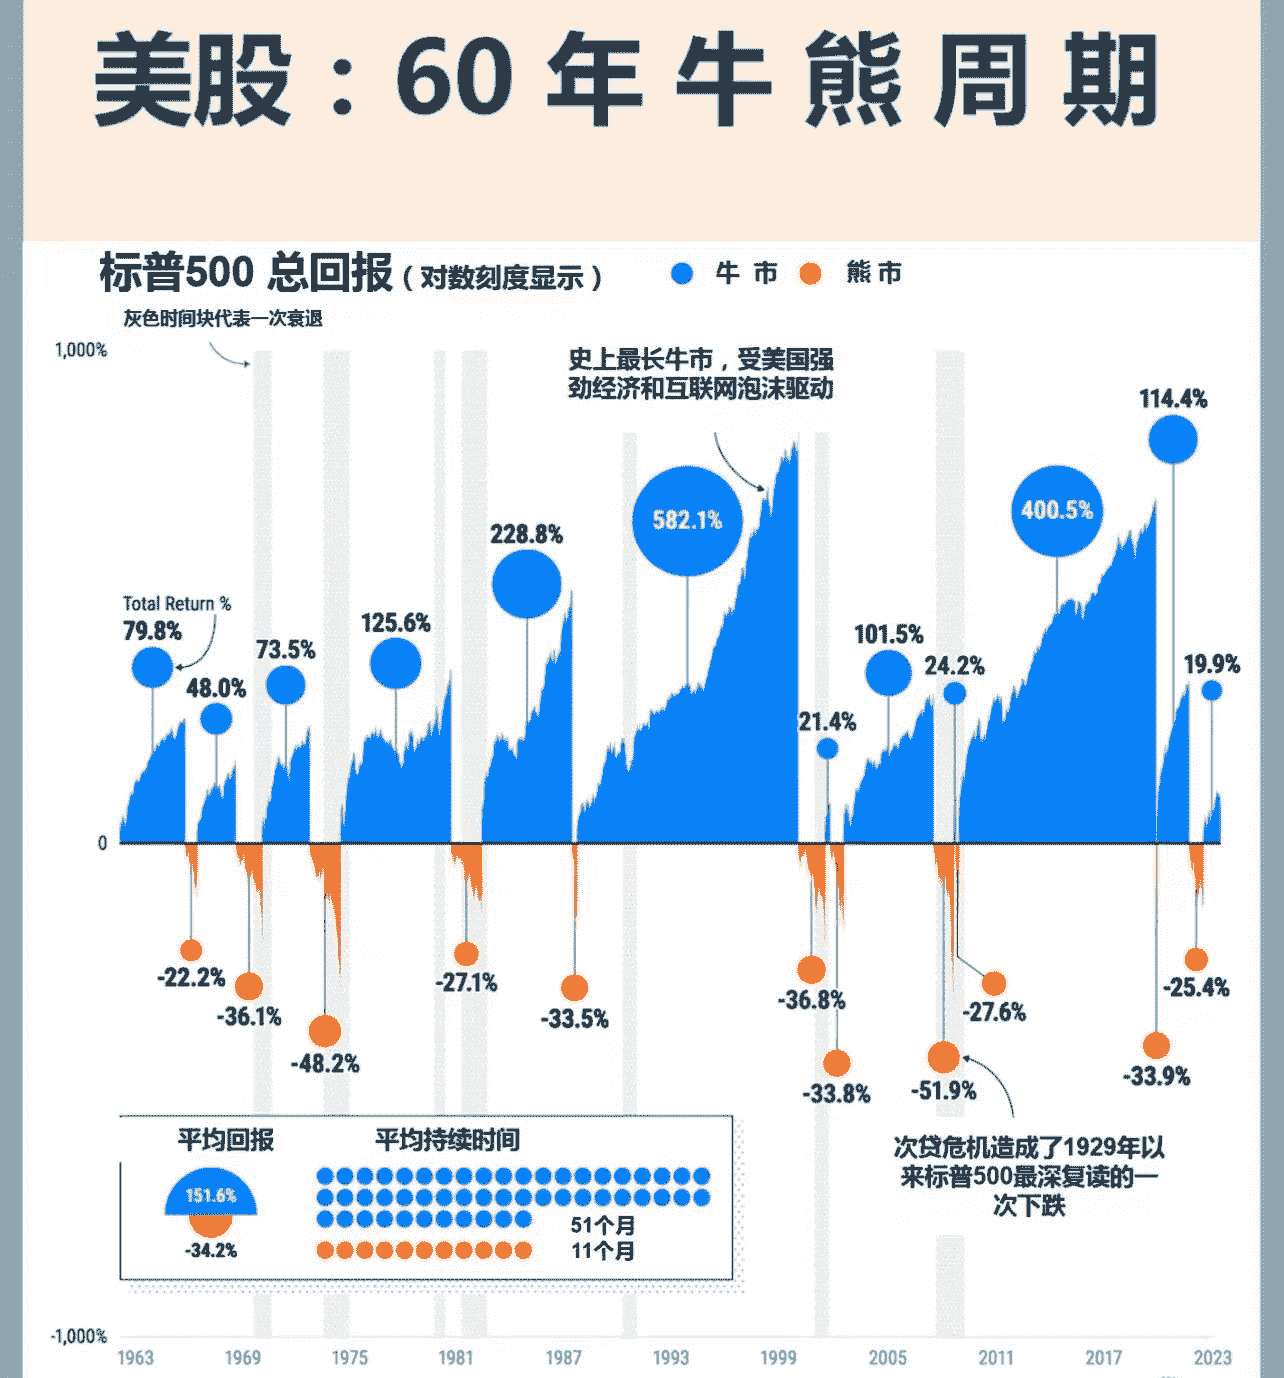 美股：60 年 牛 熊 周 期
标普500 总回报（对数刻度显示） 牛 市 熊 市
灰色时间块代表一次衰退
1,000%
史上最长牛市，受美国强
劲经济和互联网泡沫驱动
114.4%
582.1%
400.5%
228.8%
Total Return %
79.8%
125.6%
101.5%
73.5%
24.2%
19.9%
48.0%
21.4%
0
-22.2%
-36.1%
-48.2%
-27.1%
-33.5%
-36.8%
-33.8%
-51.9%
-27.6%
-33.9%
-25.4%
次贷危机造成了1929年以
来标普500最深复读的一
次下跌
平均回报 平均持续时间
151.6%
-34.2%
51个月
11个月
-1,000%
1963 1969 1975 1981 1987 1993 1999 2005 2011 2017 2023